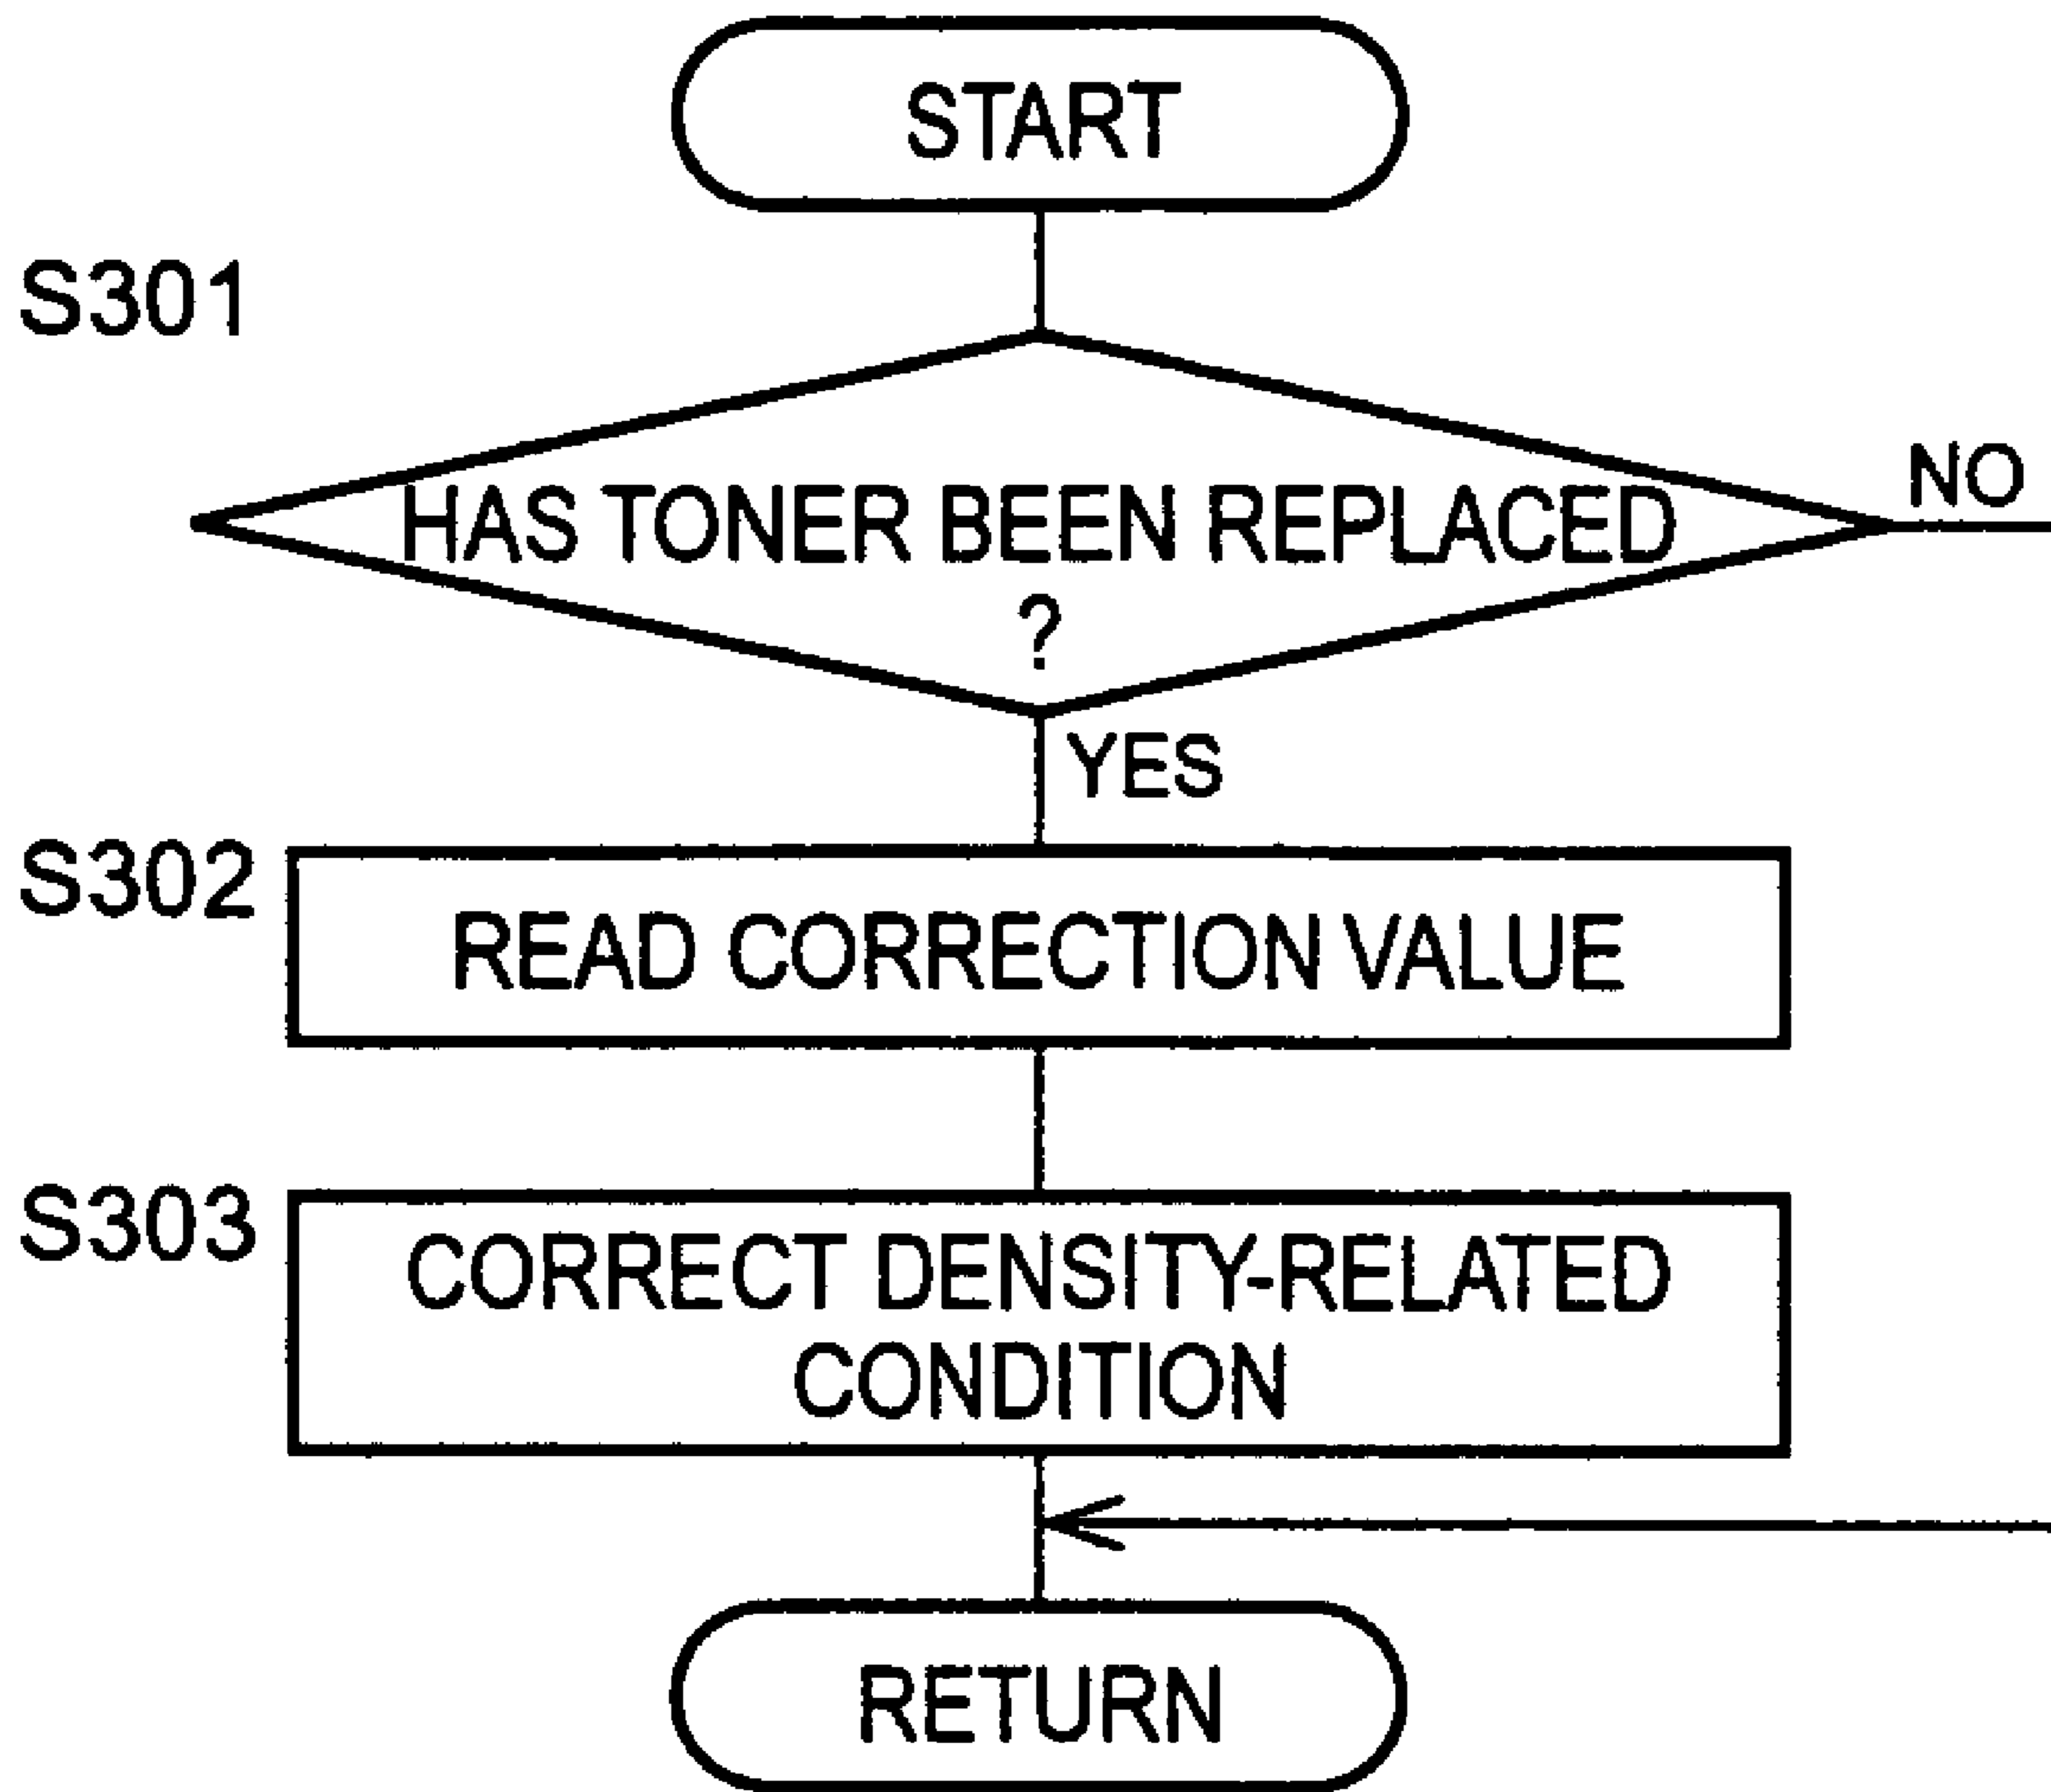 START
S301
HAS TONER BEEN REPLACED
?
NO
YES
S302
READ CORRECTION VALUE
S303
CORRECT DENSITY-RELATED
CONDITION
RETURN